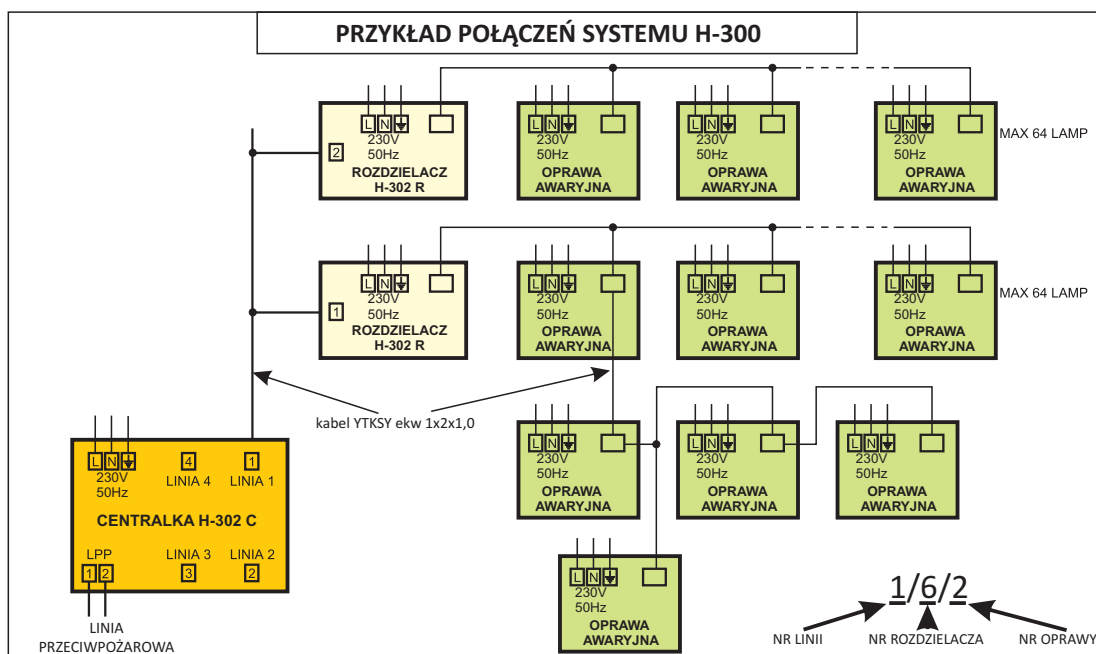 PRZYKŁAD POŁĄCZEŃ SYSTEMU H-300
L N
230V
50Hz
2
ROZDZIELACZ
H-302 R
L N
230V
50Hz
OPRAWA
AWARYJNA
L N
230V
50Hz
OPRAWA
AWARYJNA
L N
230V
50Hz
OPRAWA
AWARYJNA
MAX 64 LAMP
L N
230V
50Hz
1
ROZDZIELACZ
H-302 R
L N
230V
50Hz
OPRAWA
AWARYJNA
L N
230V
50Hz
OPRAWA
AWARYJNA
L N
230V
50Hz
OPRAWA
AWARYJNA
MAX 64 LAMP
kabel YTKSY ekw 1x2x1,0
L N
230V
50Hz
OPRAWA
AWARYJNA
L N
230V
50Hz
OPRAWA
AWARYJNA
L N
230V
50Hz
OPRAWA
AWARYJNA
L N
230V
50Hz
4
LINIA 4
1
LINIA 1
CENTRALKA H-302 C
LPP
LINIA 3
LINIA 2
1 2
3
2
LINIA
PRZECIWPOŻAROWA
L N
230V
50Hz
OPRAWA
AWARYJNA
1/6/2
NR LINII
NR ROZDZIELACZA
NR OPRAWY